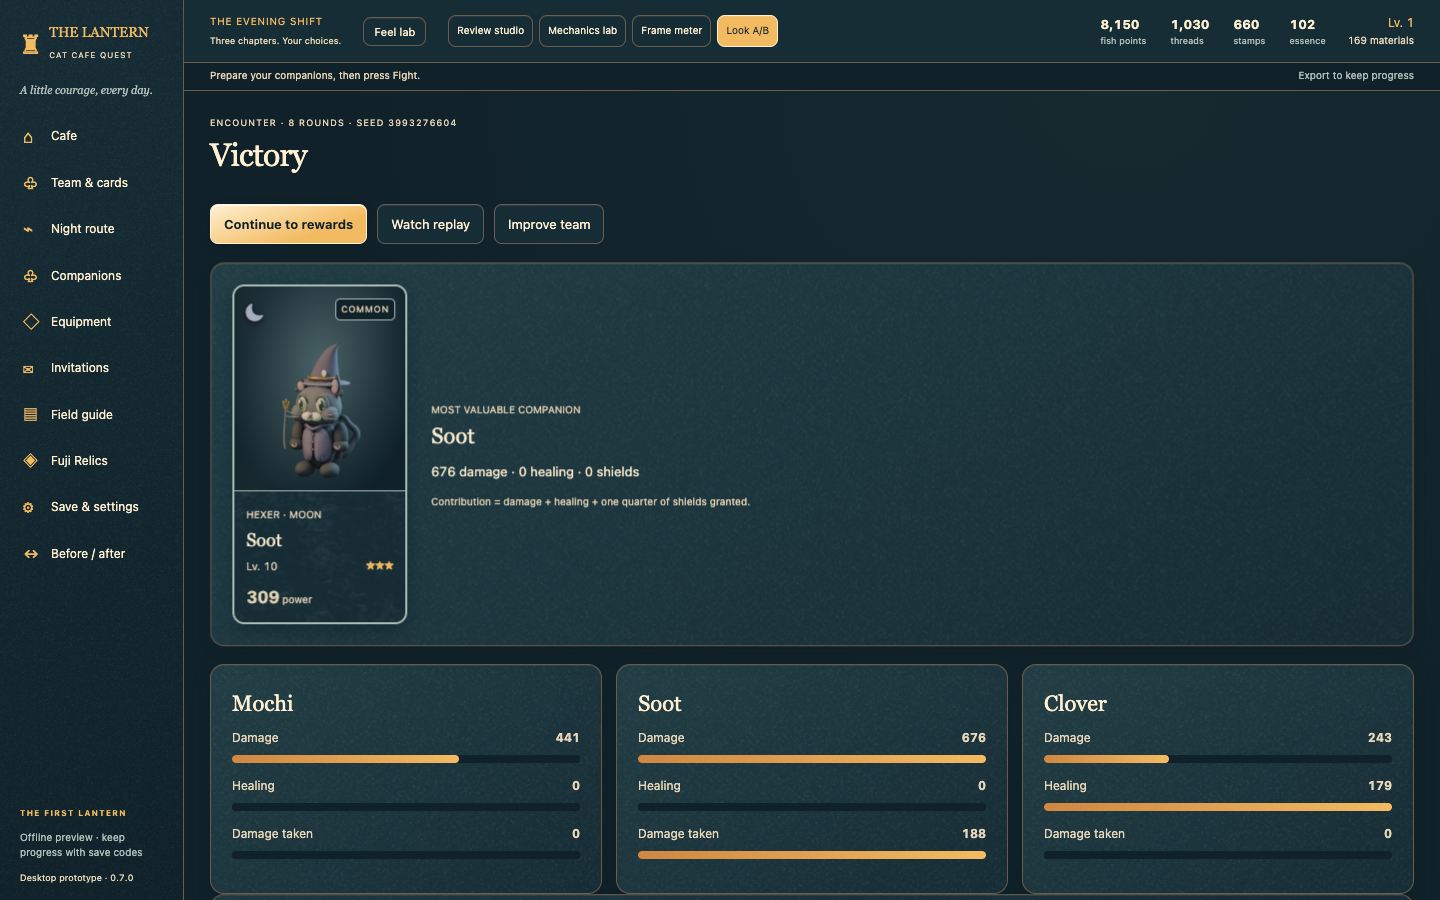 THE LANTERN
CAT CAFE QUEST
A little courage, every day.
Cafe
Team & cards
Night route
Companions
Equipment
Invitations
Field guide
Fuji Relics
Save & settings
Before / after
THE FIRST LANTERN
Offline preview · keep
progress with save codes
Desktop prototype · 0.7.0
THE EVENING SHIFT
Three chapters. Your choices.
Feel lab
Review studio
Mechanics lab
Frame meter
Look A/B
8,150
fish points
1,030
threads
660
stamps
102
essence
Lv. 1
169 materials
Prepare your companions, then press Fight.
Export to keep progress
ENCOUNTER · 8 ROUNDS · SEED 3993276604
Victory
Continue to rewards
Watch replay
Improve team
COMMON
HEXER · MOON
Soot
Lv. 10
309 power
MOST VALUABLE COMPANION
Soot
676 damage · 0 healing · 0 shields
Contribution = damage + healing + one quarter of shields granted.
Mochi
Damage 441
Healing 0
Damage taken 0
Soot
Damage 676
Healing 0
Damage taken 188
Clover
Damage 243
Healing 179
Damage taken 0